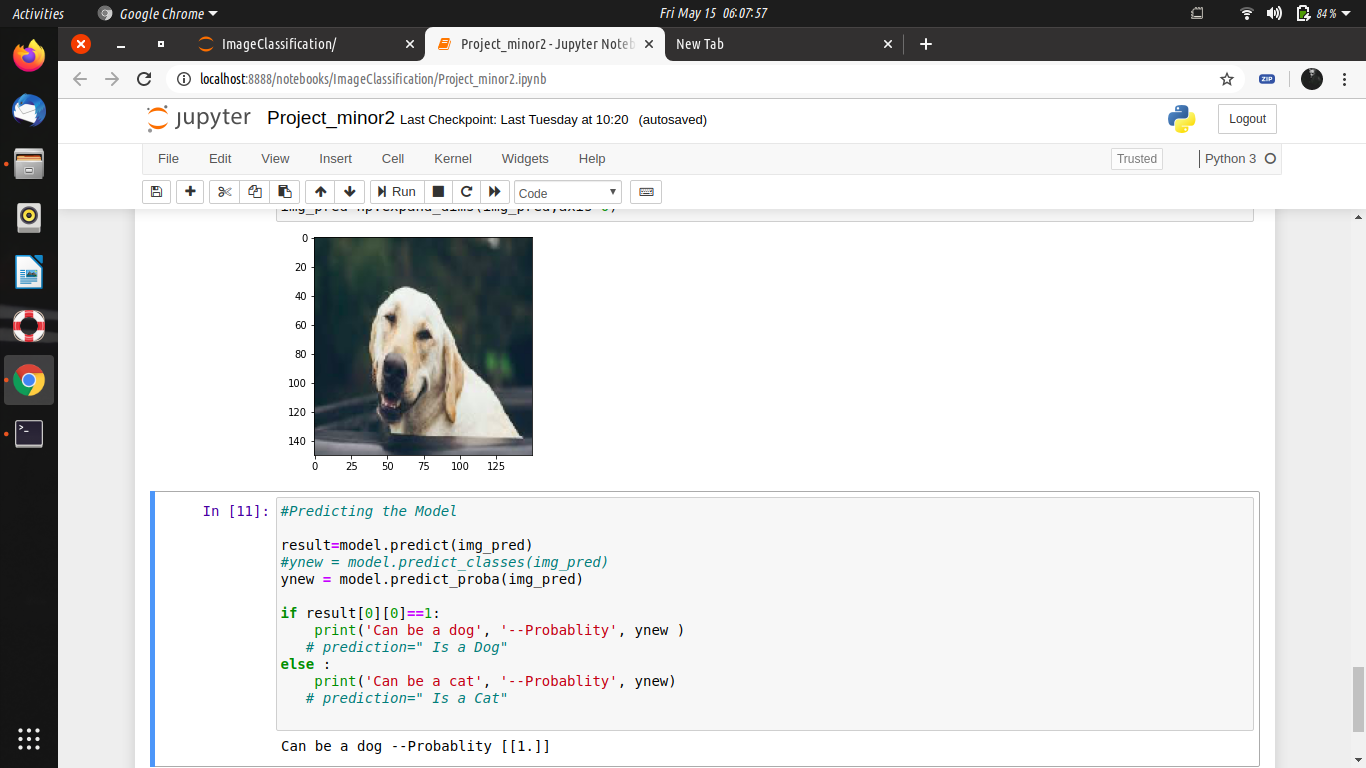 Activities Google Chrome Fri May 15 06:07:57 84 %
ImageClassification/ Project_minor2 - Jupyter Noteb New Tab
localhost:8888/notebooks/ImageClassification/Project_minor2.ipynb ZIP
jupyter Project_minor2 Last Checkpoint: Last Tuesday at 10:20 (autosaved) Logout
File Edit View Insert Cell Kernel Widgets Help Trusted Python 3
Run Code
0
20
40
60
80
100
120
140
0 25 50 75 100 125
In [11]: #Predicting the Model
result=model.predict(img_pred)
#ynew = model.predict_classes(img_pred)
ynew = model.predict_proba(img_pred)
if result[0][0]==1:
print('Can be a dog', '--Probablity', ynew )
# prediction=" Is a Dog"
else :
print('Can be a cat', '--Probablity', ynew)
# prediction=" Is a Cat"
Can be a dog --Probablity [[1.]]